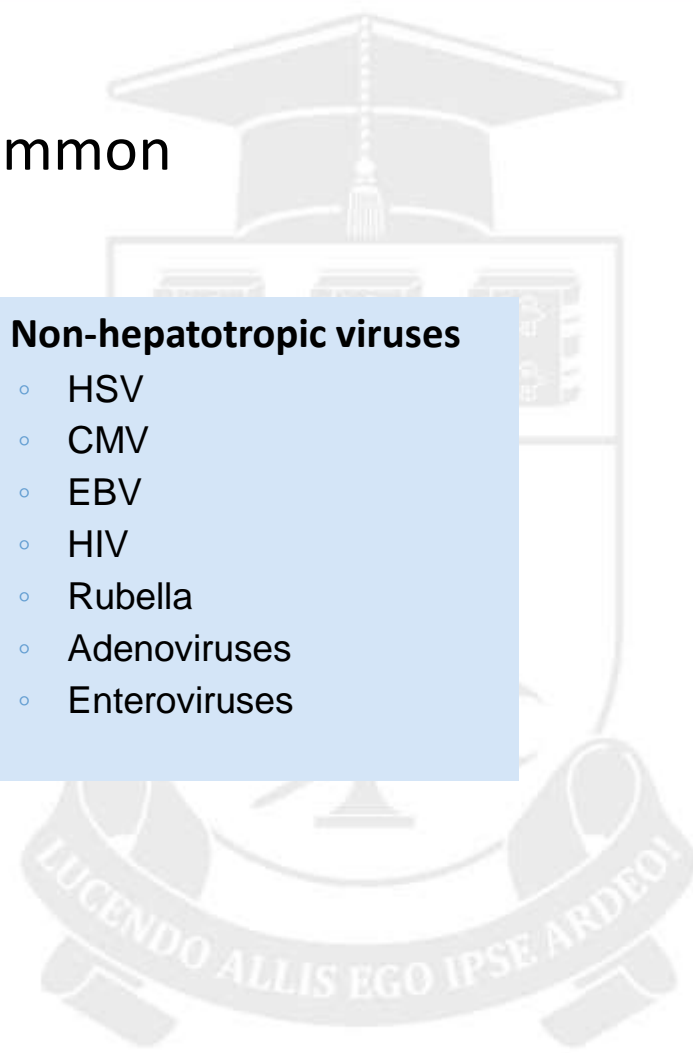 mmon
Non-hepatotropic viruses
◦ HSV
◦ CMV
◦ EBV
◦ HIV
◦ Rubella
◦ Adenoviruses
◦ Enteroviruses
LUCENDO ALLIS EGO IPSE ARDEO!